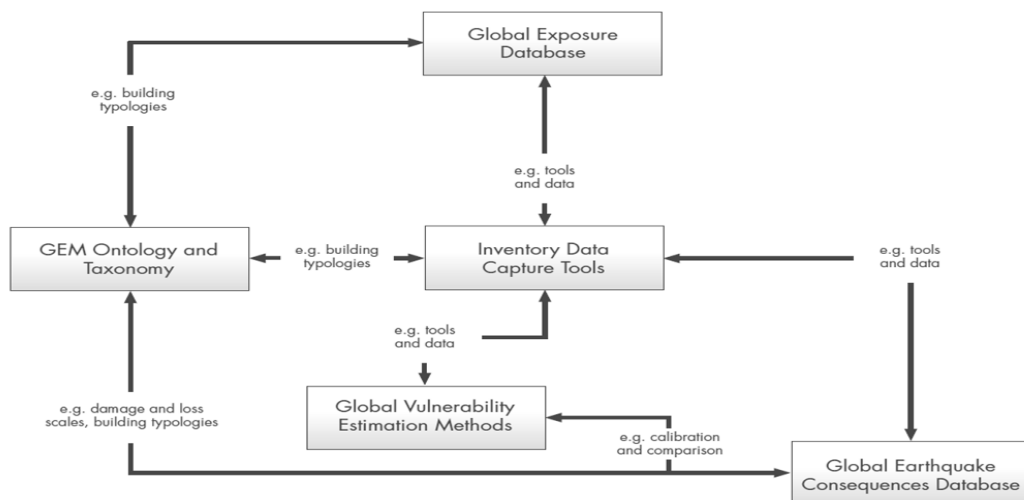 Global Exposure
Database
e.g. building
typologies
e.g. tools
and data
GEM Ontology and
Taxonomy
e.g. building
typologies
Inventory Data
Capture Tools
e.g. tools
and data
e.g. tools
and data
e.g. damage and loss
scales, building typologies
Global Vulnerability
Estimation Methods
e.g. calibration
and comparison
Global Earthquake
Consequences Database